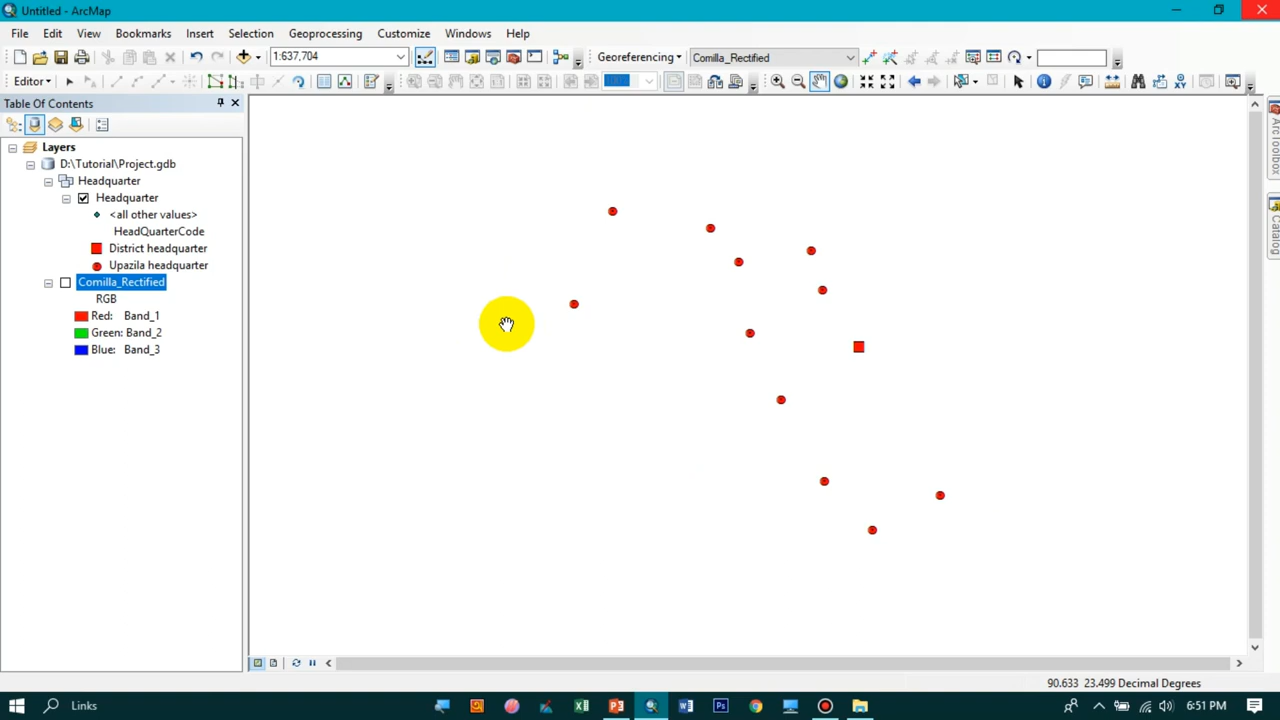 Untitled - ArcMap
File Edit View Bookmarks Insert Selection Geoprocessing Customize Windows Help
1:637,704 Georeferencing Comilla_Rectified
Editor
Table Of Contents
Layers
D:\Tutorial\Project.gdb
Headquarter
Headquarter
<all other values>
HeadQuarterCode
District headquarter
Upazila headquarter
Comilla_Rectified
RGB
Red: Band_1
Green: Band_2
Blue: Band_3
ArcToolbox
Catalog
90.633 23.499 Decimal Degrees
Links
6:51 PM